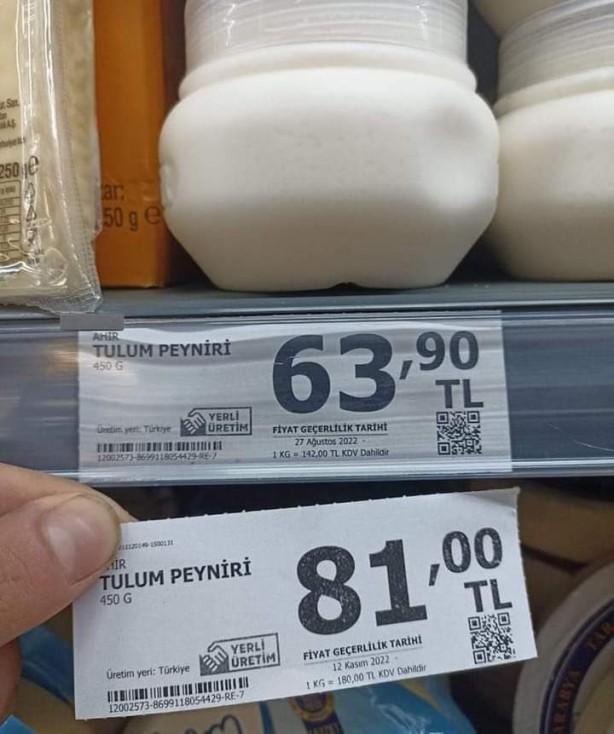 250 g e
50 g e
AHIR
TULUM PEYNİRİ
450 G
63,90
TL
Üretim yeri: Türkiye
YERLİ
ÜRETİM
FİYAT GEÇERLİLİK TARİHİ
27 Ağustos 2022 -
1 KG = 142,00 TL KDV Dahildir
12002573-8699118054429-RE-7
TULUM PEYNİRİ
450 G
81,00
TL
Üretim yeri: Türkiye
YERLİ
ÜRETİM
FİYAT GEÇERLİLİK TARİHİ
12 Kasım 2022 -
1 KG = 180,00 TL KDV Dahildir
12002573-8699118054429-RE-7